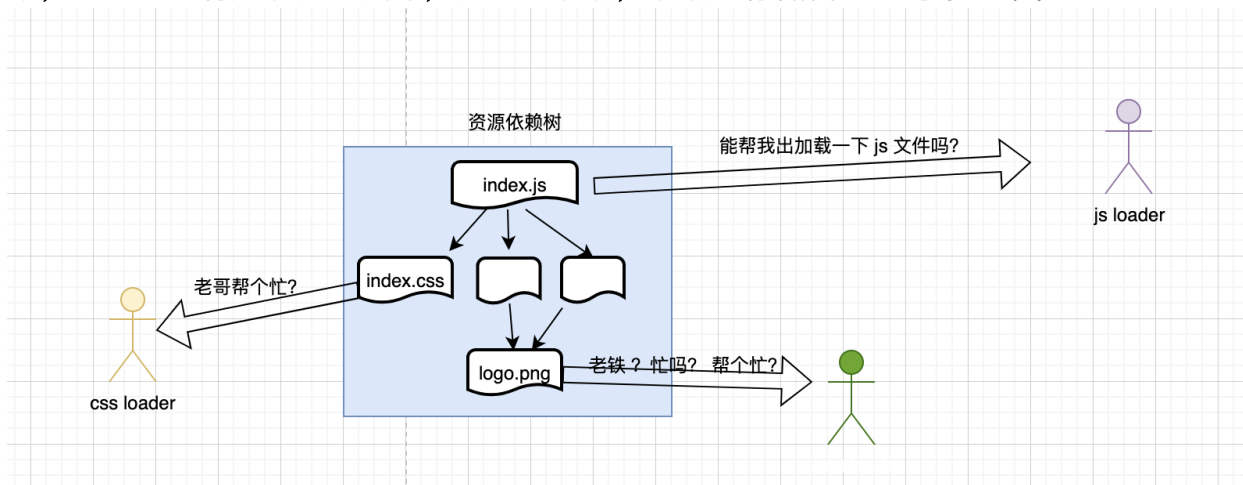 资源依赖树
能帮我出加载一下 js 文件吗?
index.js
js loader
index.css
老哥帮个忙?
老铁 ? 忙吗? 帮个忙?
logo.png
css loader